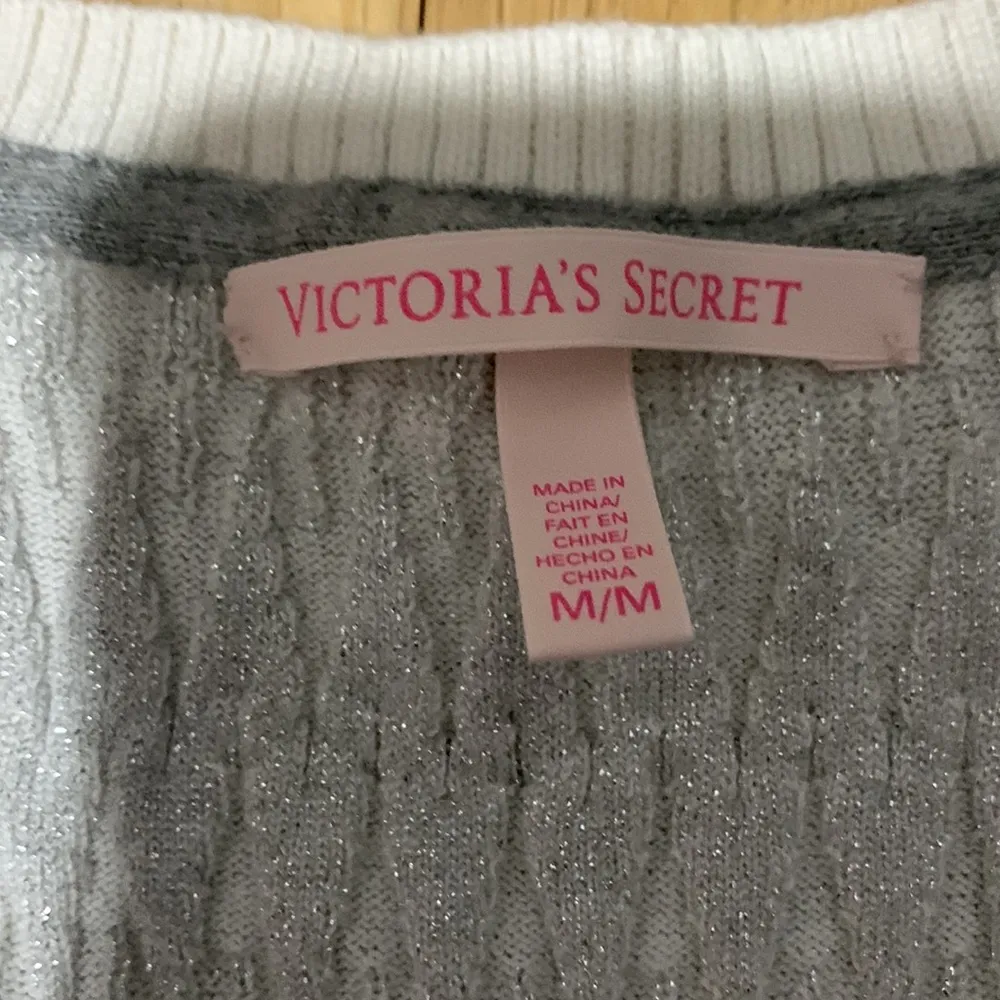 VICTORIA'S SECRET
MADE IN
CHINA/
FAIT EN
CHINE/
HECHO EN
CHINA
M/M